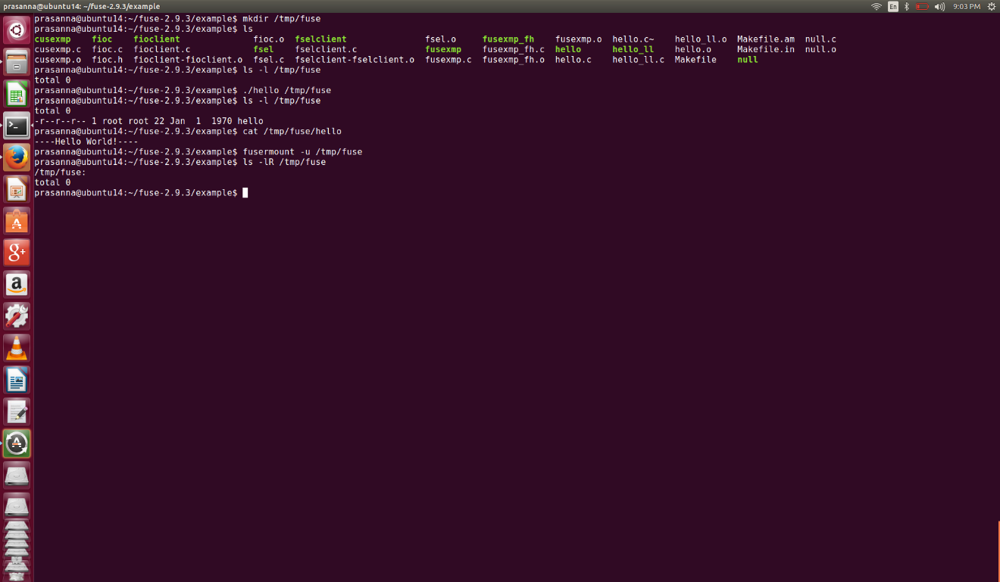 prasanna@ubuntu14: ~/fuse-2.9.3/example En 9:03 PM
prasanna@ubuntu14:~/fuse-2.9.3/example$ mkdir /tmp/fuse
prasanna@ubuntu14:~/fuse-2.9.3/example$ ls
cusexmp fioc fioclient fioc.o fselclient fsel.o fusexmp_fh fusexmp.o hello.c~ hello_ll.o Makefile.am null.c
cusexmp.c fioc.c fioclient.c fsel fselclient.c fusexmp fusexmp_fh.c hello hello_ll hello.o Makefile.in null.o
cusexmp.o fioc.h fioclient-fioclient.o fsel.c fselclient-fselclient.o fusexmp.c fusexmp_fh.o hello.c hello_ll.c Makefile null
prasanna@ubuntu14:~/fuse-2.9.3/example$ ls -l /tmp/fuse
total 0
prasanna@ubuntu14:~/fuse-2.9.3/example$ ./hello /tmp/fuse
prasanna@ubuntu14:~/fuse-2.9.3/example$ ls -l /tmp/fuse
total 0
-r--r--r-- 1 root root 22 Jan 1 1970 hello
prasanna@ubuntu14:~/fuse-2.9.3/example$ cat /tmp/fuse/hello
----Hello World!----
prasanna@ubuntu14:~/fuse-2.9.3/example$ fusermount -u /tmp/fuse
prasanna@ubuntu14:~/fuse-2.9.3/example$ ls -lR /tmp/fuse
/tmp/fuse:
total 0
prasanna@ubuntu14:~/fuse-2.9.3/example$
g+
a